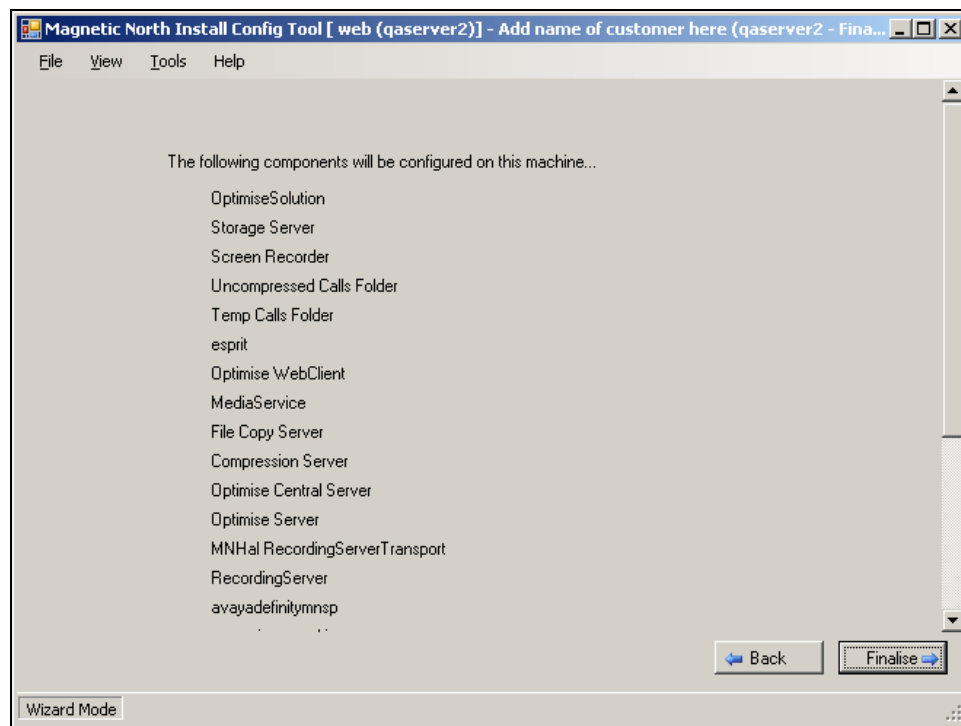 Magnetic North Install Config Tool [ web (qaserver2)] - Add name of customer here (qaserver2 - Fina...
File View Tools Help
The following components will be configured on this machine...
OptimiseSolution
Storage Server
Screen Recorder
Uncompressed Calls Folder
Temp Calls Folder
esprit
Optimise WebClient
MediaService
File Copy Server
Compression Server
Optimise Central Server
Optimise Server
MNHal RecordingServerTransport
RecordingServer
avayadefinitymnsp
Back Finalise
Wizard Mode